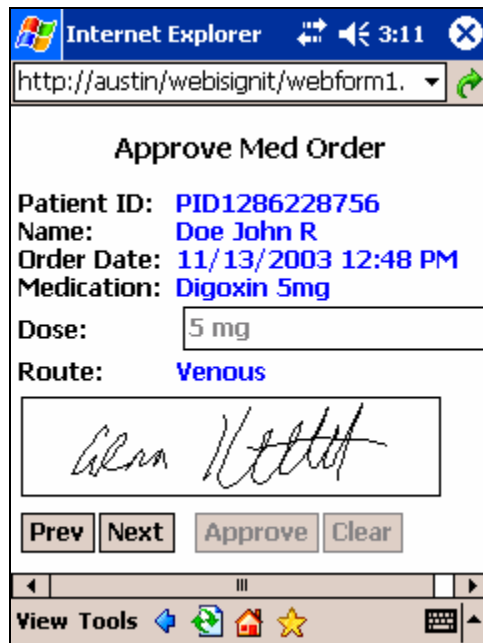 Internet Explorer 3:11
http://austin/webisignit/webform1.
Approve Med Order
Patient ID: PID1286228756
Name: Doe John R
Order Date: 11/13/2003 12:48 PM
Medication: Digoxin 5mg
Dose: 5 mg
Route: Venous
Prev Next Approve Clear
View Tools